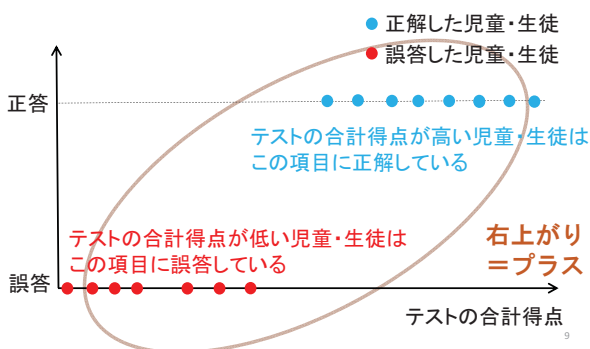 正解した児童・生徒
誤答した児童・生徒
正答
テストの合計得点が高い児童・生徒は
この項目に正解している
テストの合計得点が低い児童・生徒は
この項目に誤答している
右上がり
＝プラス
誤答
テストの合計得点
9